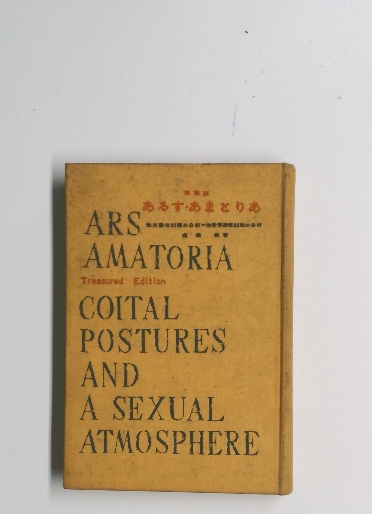 あるす・あまとりあ
ARS
AMATORIA
Treasured Edition
COITAL
POSTURES
AND
A SEXUAL
ATMOSPHERE